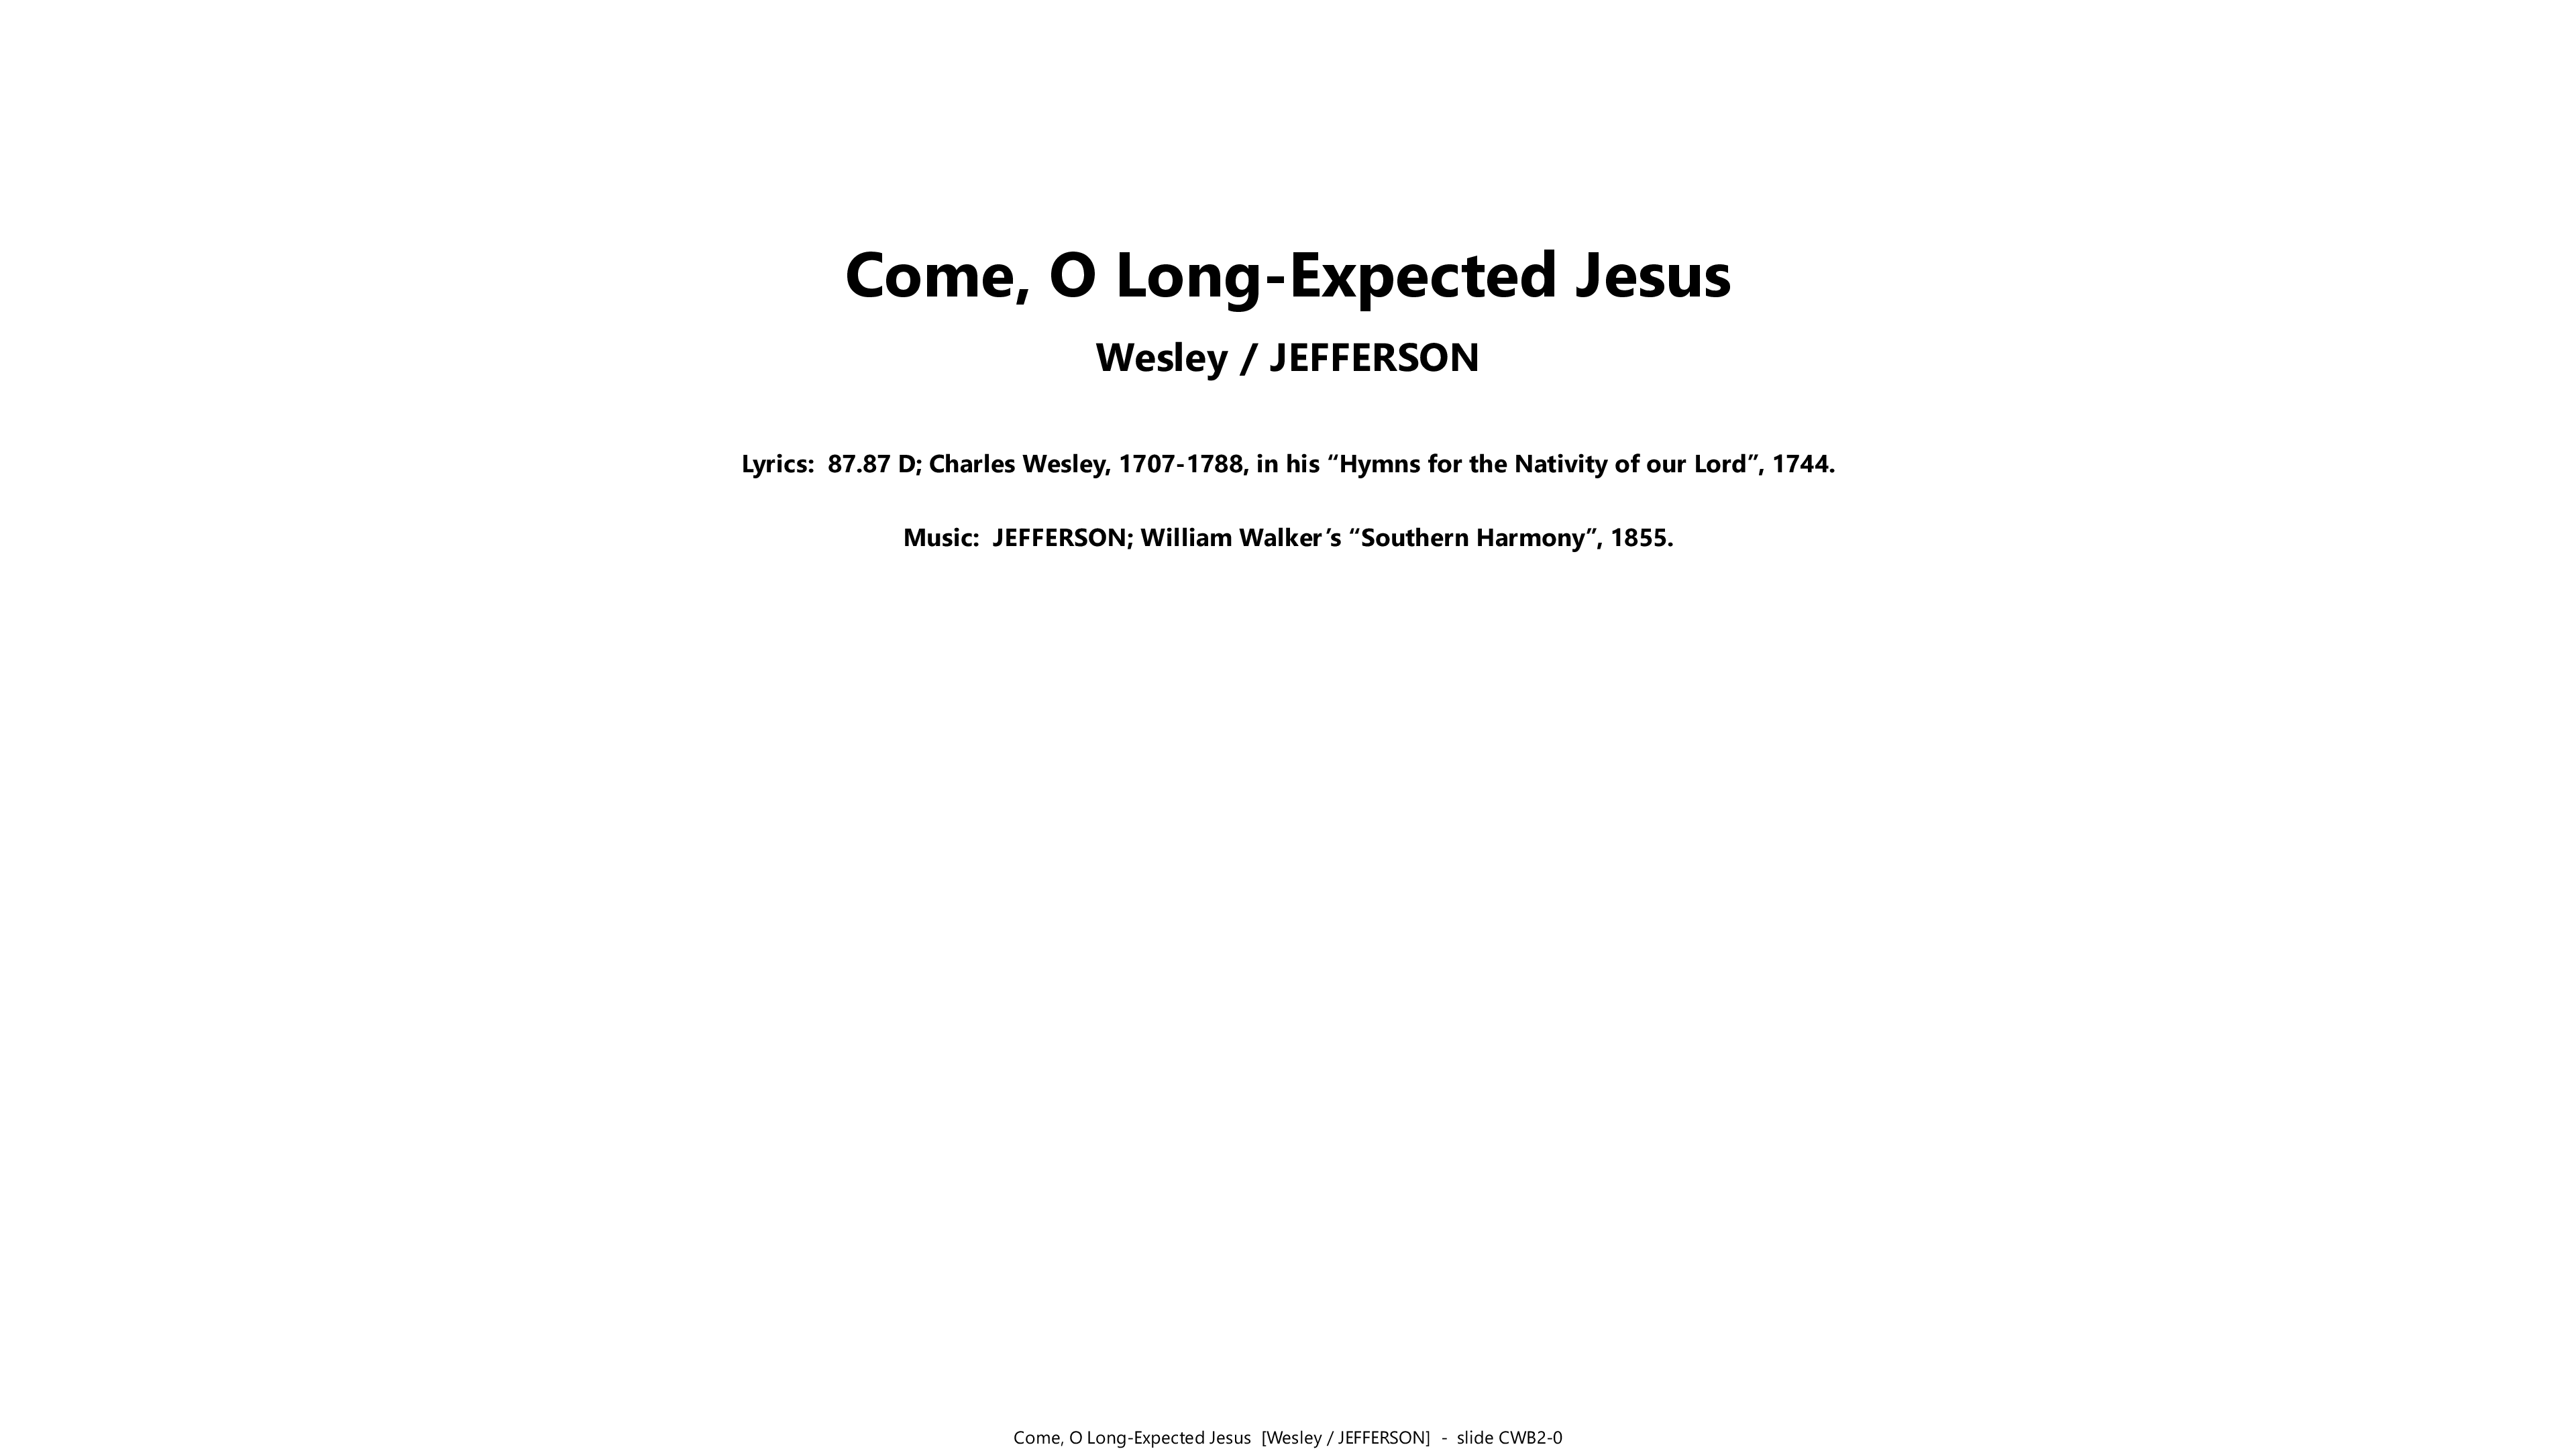 Come, O Long-Expected Jesus
Wesley / JEFFERSON
Lyrics:  87.87 D; Charles Wesley, 1707-1788, in his “Hymns for the Nativity of our Lord”, 1744.
Music:  JEFFERSON; William Walker’s “Southern Harmony”, 1855.
Come, O Long-Expected Jesus  [Wesley / JEFFERSON]  -  slide CWB2-0